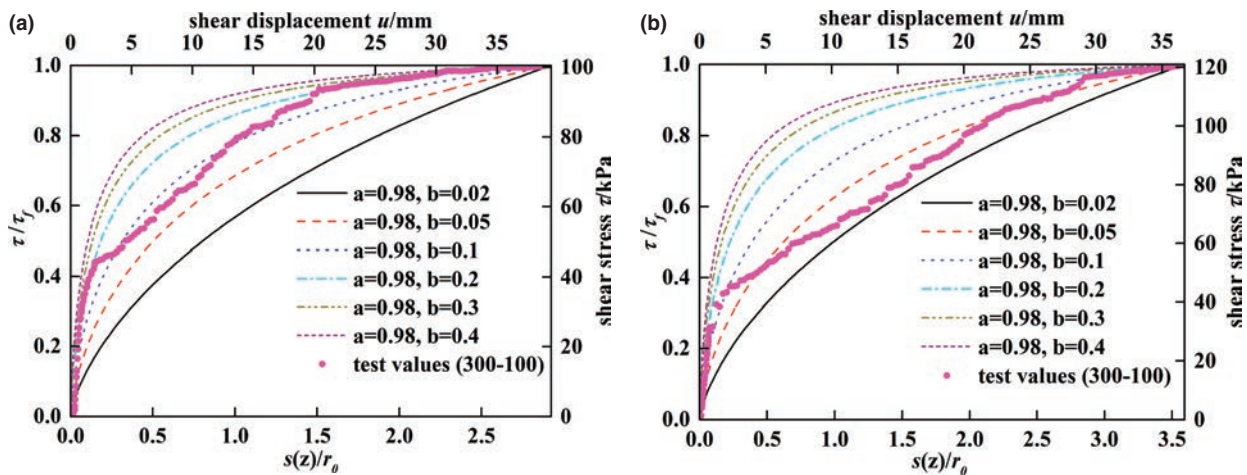 (a)
shear displacement u/mm
0 5 10 15 20 25 30 35
1.0
0.8
0.6
0.4
0.2
0.0
τ/τf
a=0.98, b=0.02
a=0.98, b=0.05
a=0.98, b=0.1
a=0.98, b=0.2
a=0.98, b=0.3
a=0.98, b=0.4
test values (300-100)
100
80
60
40
20
0
shear stress τ/kPa
0.0 0.5 1.0 1.5 2.0 2.5
s(z)/r0
(b)
shear displacement u/mm
0 5 10 15 20 25 30 35
1.0
0.8
0.6
0.4
0.2
0.0
τ/τf
a=0.98, b=0.02
a=0.98, b=0.05
a=0.98, b=0.1
a=0.98, b=0.2
a=0.98, b=0.3
a=0.98, b=0.4
test values (300-100)
120
100
80
60
40
20
0
shear stress τ/kPa
0.0 0.5 1.0 1.5 2.0 2.5 3.0 3.5
s(z)/r0